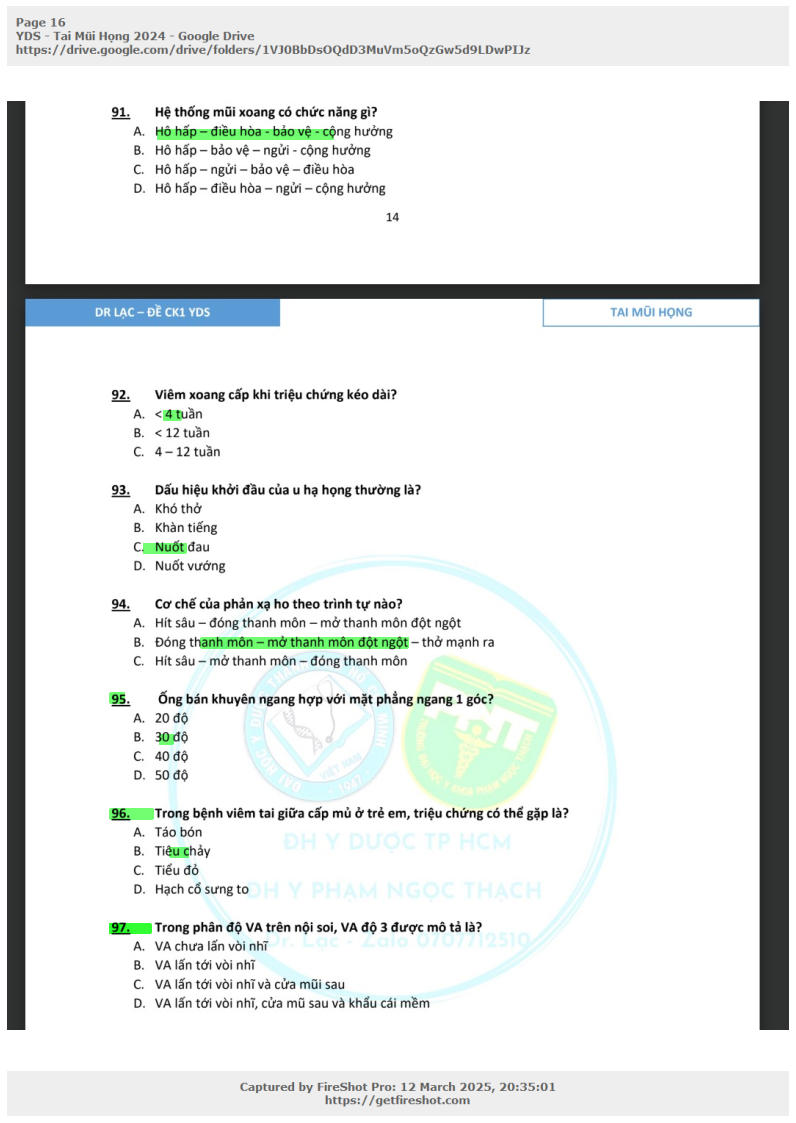 Page 16
YDS - Tai Mũi Họng 2024 - Google Drive
https://drive.google.com/drive/folders/1VJ0BbDsOQdD3MuVm5oQzGw5d9LDwPIJz
91. Hệ thống mũi xoang có chức năng gì?
A. Hô hấp – điều hòa - bảo vệ - cộng hưởng
B. Hô hấp – bảo vệ – ngửi - cộng hưởng
C. Hô hấp – ngửi – bảo vệ – điều hòa
D. Hô hấp – điều hòa – ngửi – cộng hưởng
14
DR LẠC – ĐỀ CK1 YDS
TAI MŨI HỌNG
92. Viêm xoang cấp khi triệu chứng kéo dài?
A. < 4 tuần
B. < 12 tuần
C. 4 – 12 tuần
93. Dấu hiệu khởi đầu của u hạ họng thường là?
A. Khó thở
B. Khàn tiếng
C. Nuốt đau
D. Nuốt vướng
94. Cơ chế của phản xạ ho theo trình tự nào?
A. Hít sâu – đóng thanh môn – mở thanh môn đột ngột
B. Đóng thanh môn – mở thanh môn đột ngột – thở mạnh ra
C. Hít sâu – mở thanh môn – đóng thanh môn
95. Ống bán khuyên ngang hợp với mặt phẳng ngang 1 góc?
A. 20 độ
B. 30 độ
C. 40 độ
D. 50 độ
VIỆT NAM
- 1947 -
96. Trong bệnh viêm tai giữa cấp mủ ở trẻ em, triệu chứng có thể gặp là?
A. Táo bón
B. Tiêu chảy
C. Tiểu đỏ
D. Hạch cổ sưng to
ĐH Y DƯỢC TP HCM
ĐH Y PHẠM NGỌC THẠCH
Dr. Lạc - Zalo 0707712510
97. Trong phân độ VA trên nội soi, VA độ 3 được mô tả là?
A. VA chưa lấn vòi nhĩ
B. VA lấn tới vòi nhĩ
C. VA lấn tới vòi nhĩ và cửa mũi sau
D. VA lấn tới vòi nhĩ, cửa mũ sau và khẩu cái mềm
Captured by FireShot Pro: 12 March 2025, 20:35:01
https://getfireshot.com